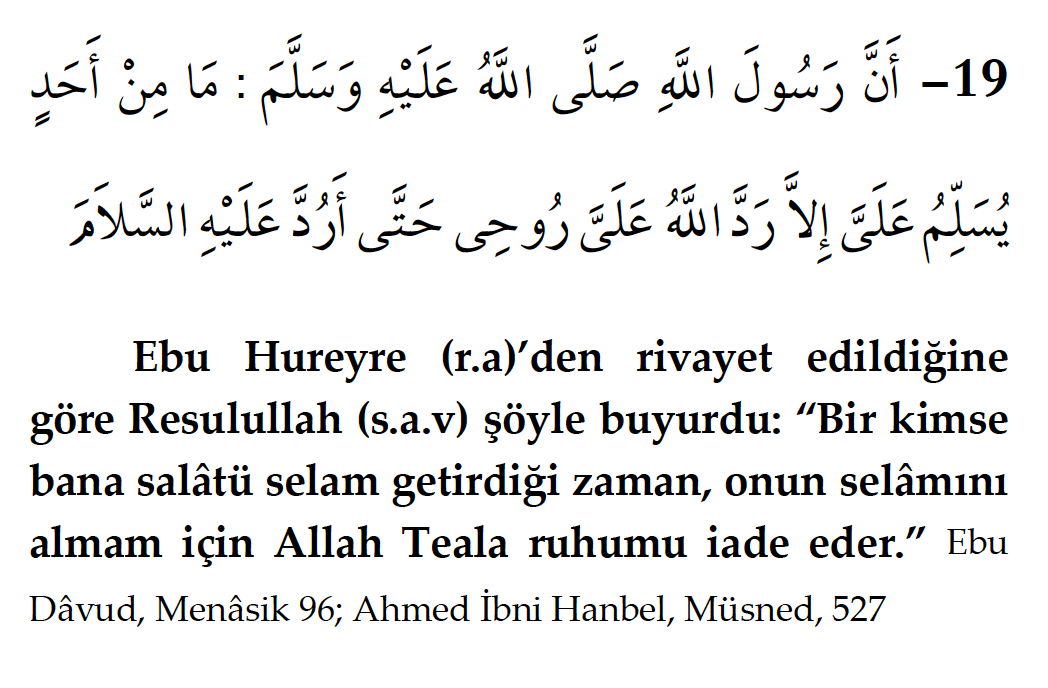 19– أَنَّ رَسُولَ اللَّهِ صَلَّى اللَّهُ عَلَيْهِ وَسَلَّمَ : مَا مِنْ أَحَدٍ
يُسَلِّمُ عَلَىَّ إِلاَّ رَدَّ اللَّهُ عَلَىَّ رُوحِى حَتَّى أَرُدَّ عَلَيْهِ السَّلاَمَ
Ebu Hureyre (r.a)’den rivayet edildiğine
göre Resulullah (s.a.v) şöyle buyurdu: “Bir kimse
bana salâtü selam getirdiği zaman, onun selâmını
almam için Allah Teala ruhumu iade eder.” Ebu
Dâvud, Menâsik 96; Ahmed İbni Hanbel, Müsned, 527